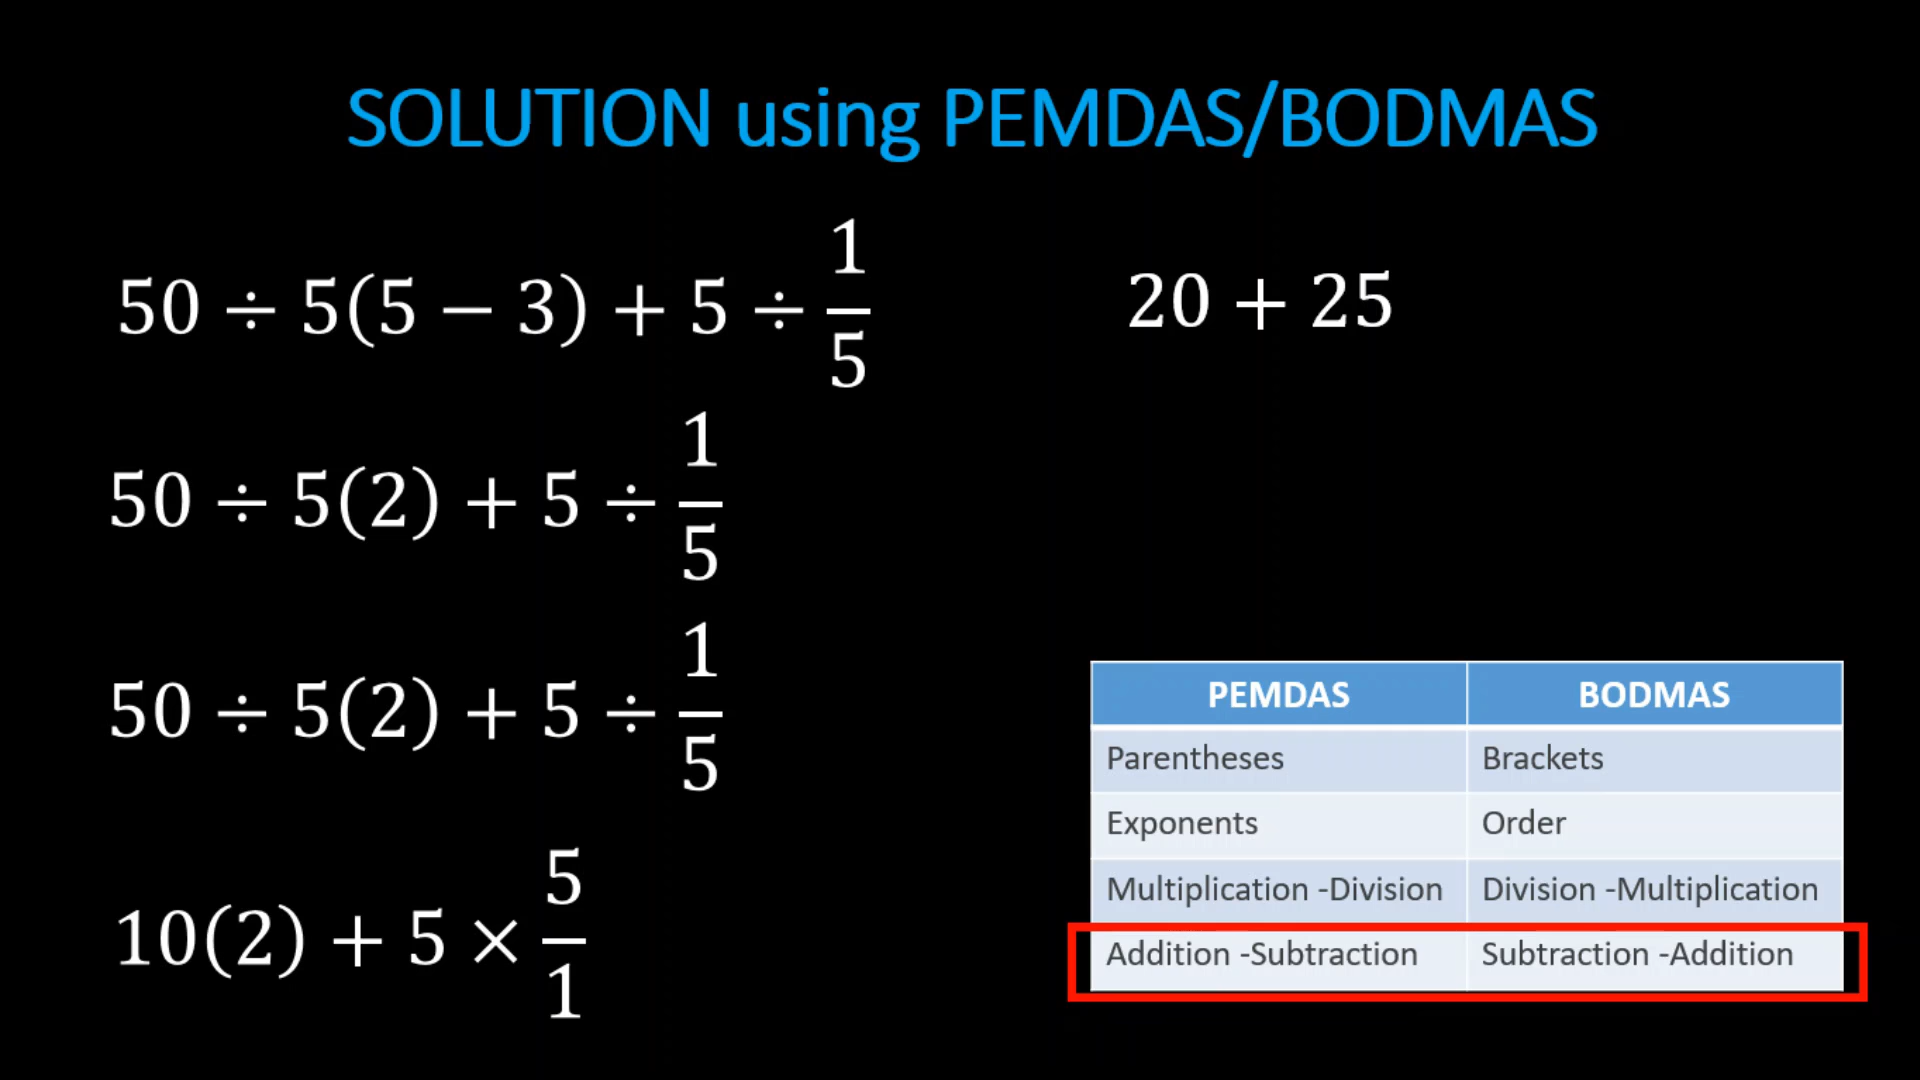 SOLUTION using PEMDAS/BODMAS
50 ÷ 5(5 − 3) + 5 ÷ 1/5
50 ÷ 5(2) + 5 ÷ 1/5
50 ÷ 5(2) + 5 ÷ 1/5
10(2) + 5 × 5/1
20 + 25
PEMDAS BODMAS
Parentheses Brackets
Exponents Order
Multiplication -Division Division -Multiplication
Addition -Subtraction Subtraction -Addition